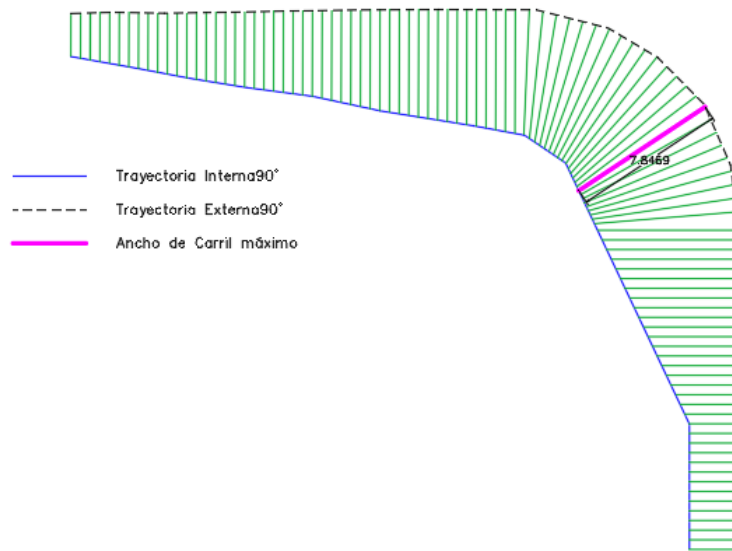 7.8469
Trayectoria Interna90°
Trayectoria Externa90°
Ancho de Carril máximo